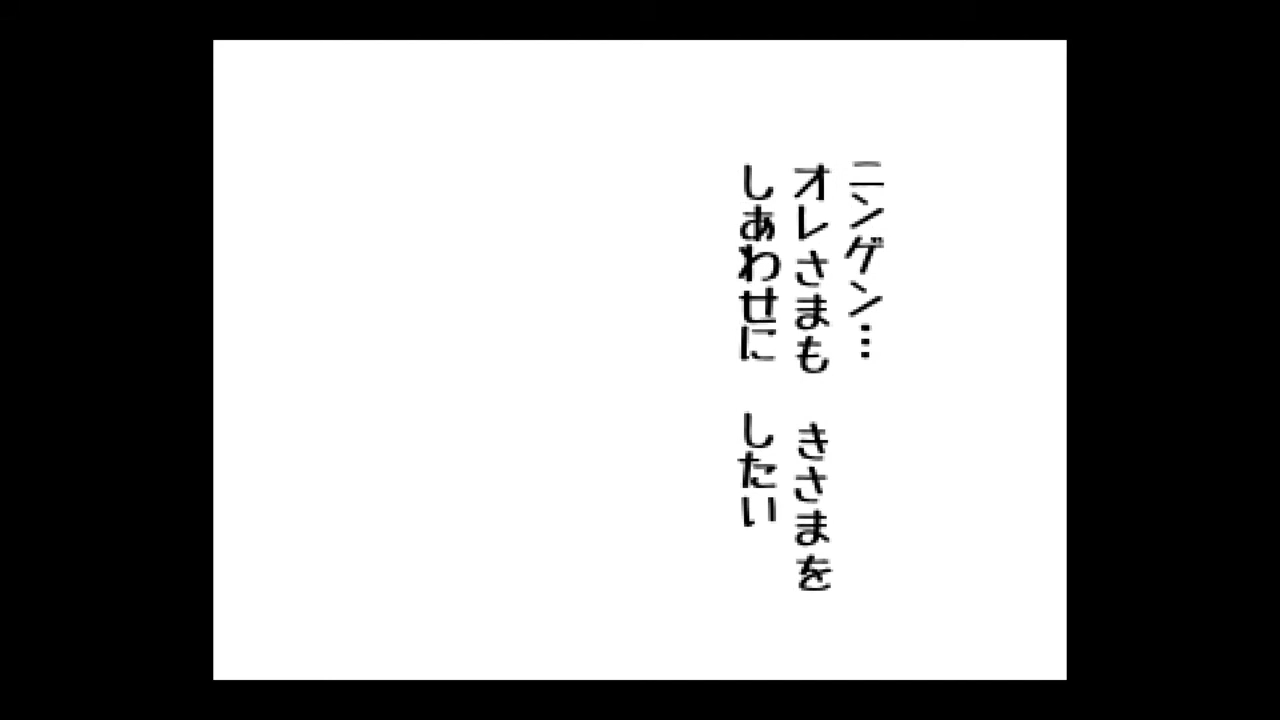 ニンゲン…
オレさまも　きさまを
しあわせに　したい